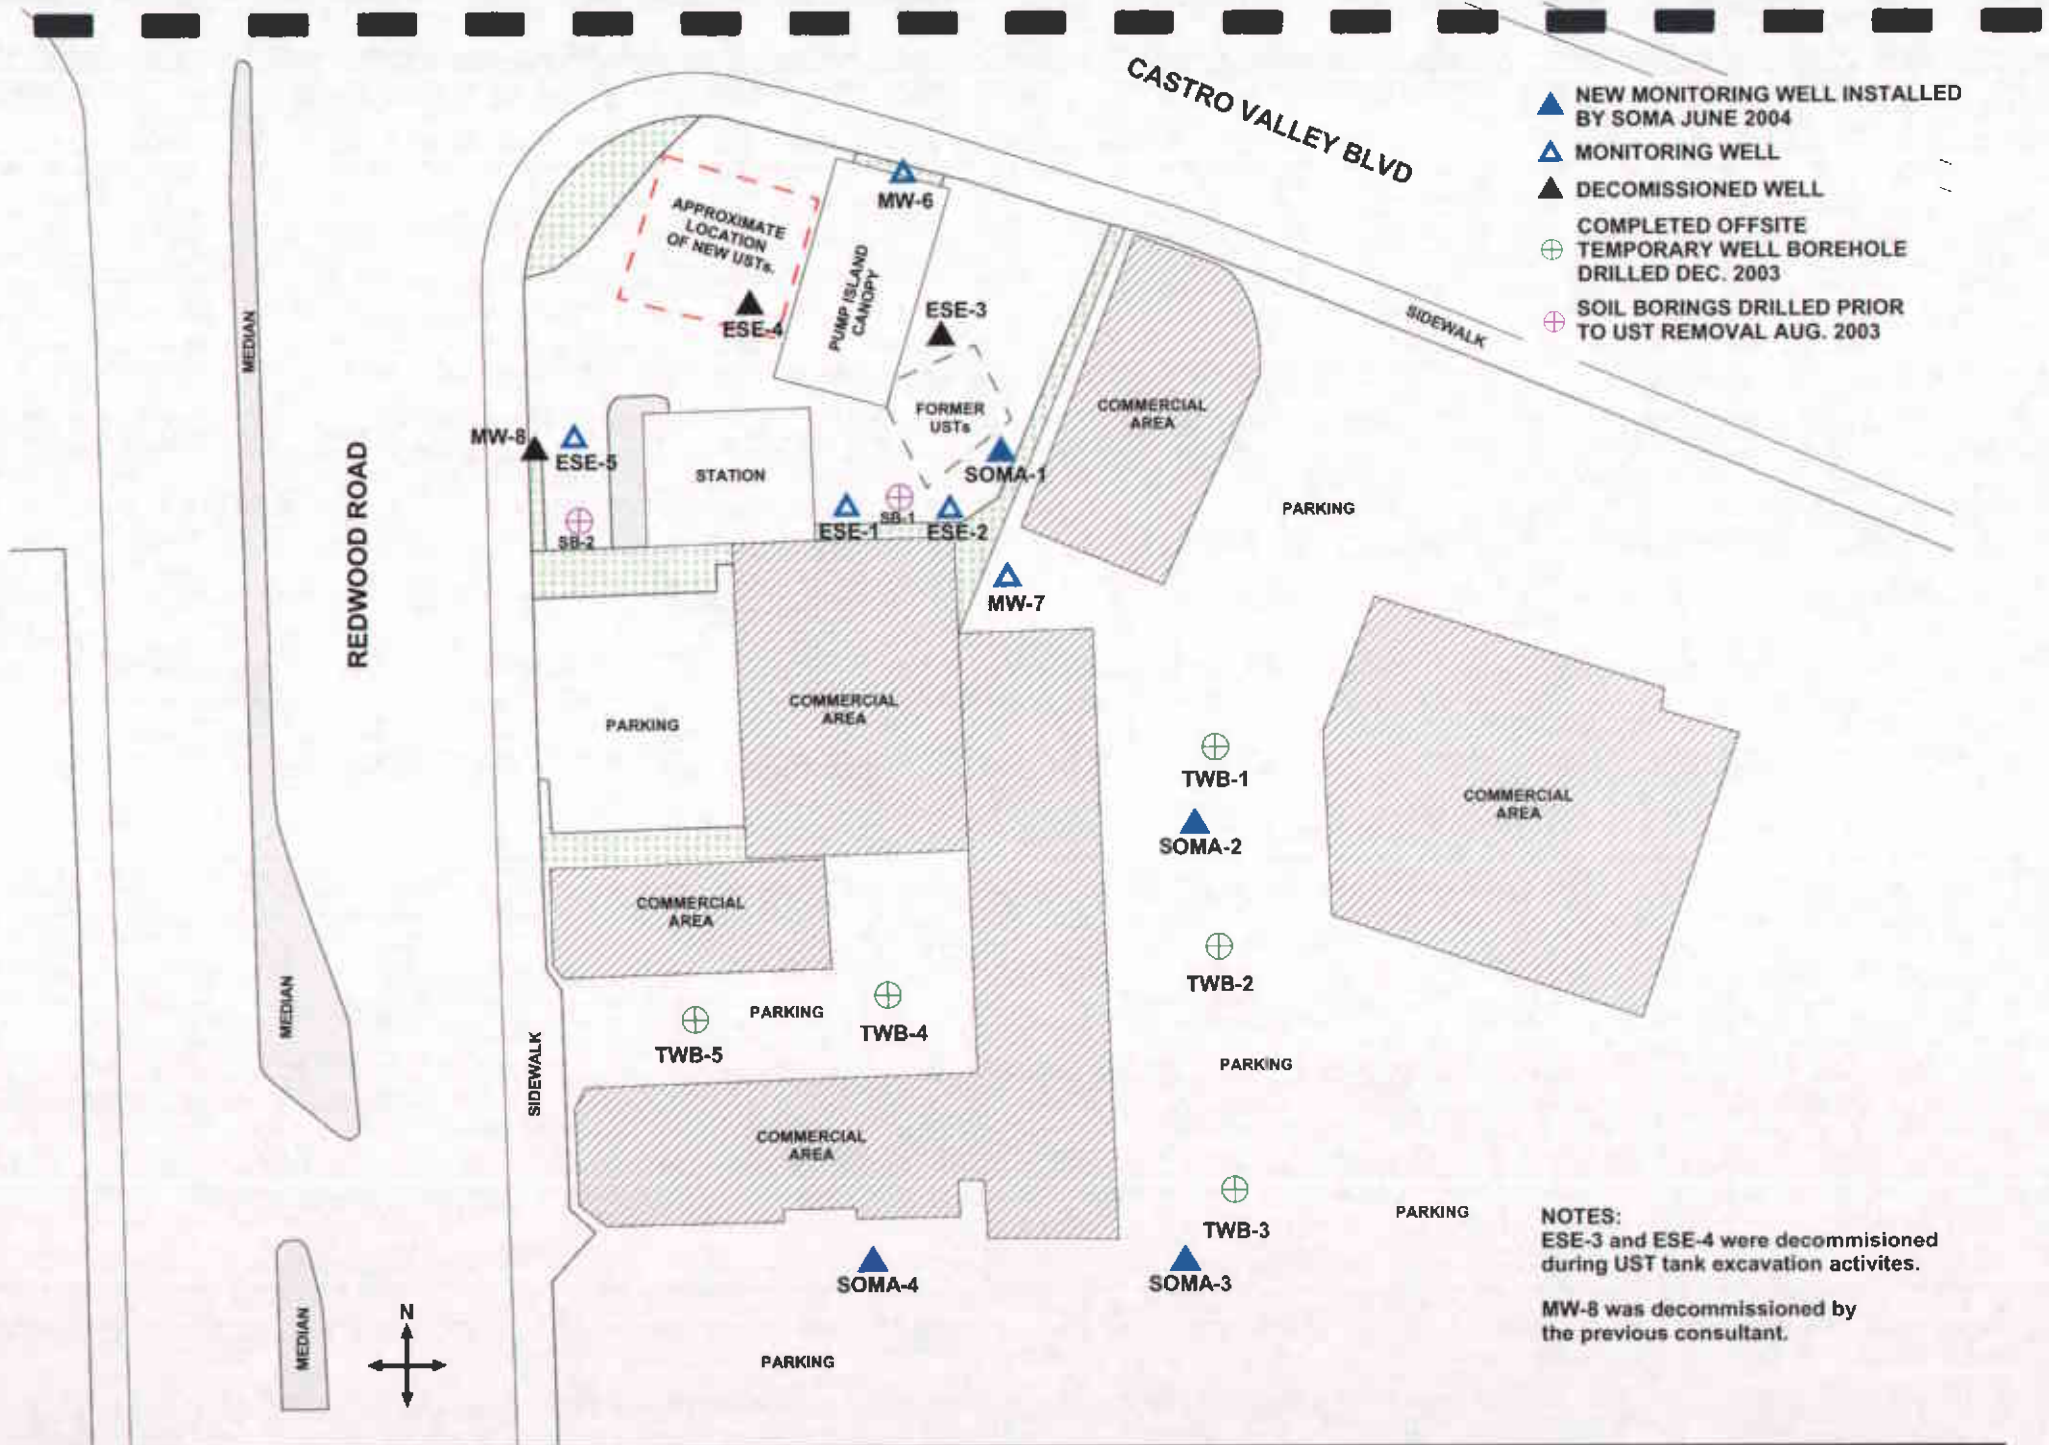 CASTRO VALLEY BLVD
NEW MONITORING WELL INSTALLED
BY SOMA JUNE 2004
MONITORING WELL
DECOMISSIONED WELL
COMPLETED OFFSITE
TEMPORARY WELL BOREHOLE
DRILLED DEC. 2003
SOIL BORINGS DRILLED PRIOR
TO UST REMOVAL AUG. 2003
MW-6
APPROXIMATE
LOCATION
OF NEW USTs.
PUMP ISLAND
CANOPY
ESE-4
ESE-3
MEDIAN
SIDEWALK
FORMER
USTs
COMMERCIAL
AREA
MW-8
ESE-5
STATION
SOMA-1
PARKING
REDWOOD ROAD
SB-2
ESE-1
SB-1
ESE-2
MW-7
PARKING
COMMERCIAL
AREA
TWB-1
COMMERCIAL
AREA
SOMA-2
COMMERCIAL
AREA
TWB-2
MEDIAN
PARKING
TWB-4
TWB-5
SIDEWALK
PARKING
COMMERCIAL
AREA
TWB-3
PARKING
SOMA-4
SOMA-3
NOTES:
ESE-3 and ESE-4 were decommisioned
during UST tank excavation activites.
MW-8 was decommissioned by
the previous consultant.
MEDIAN
N
PARKING